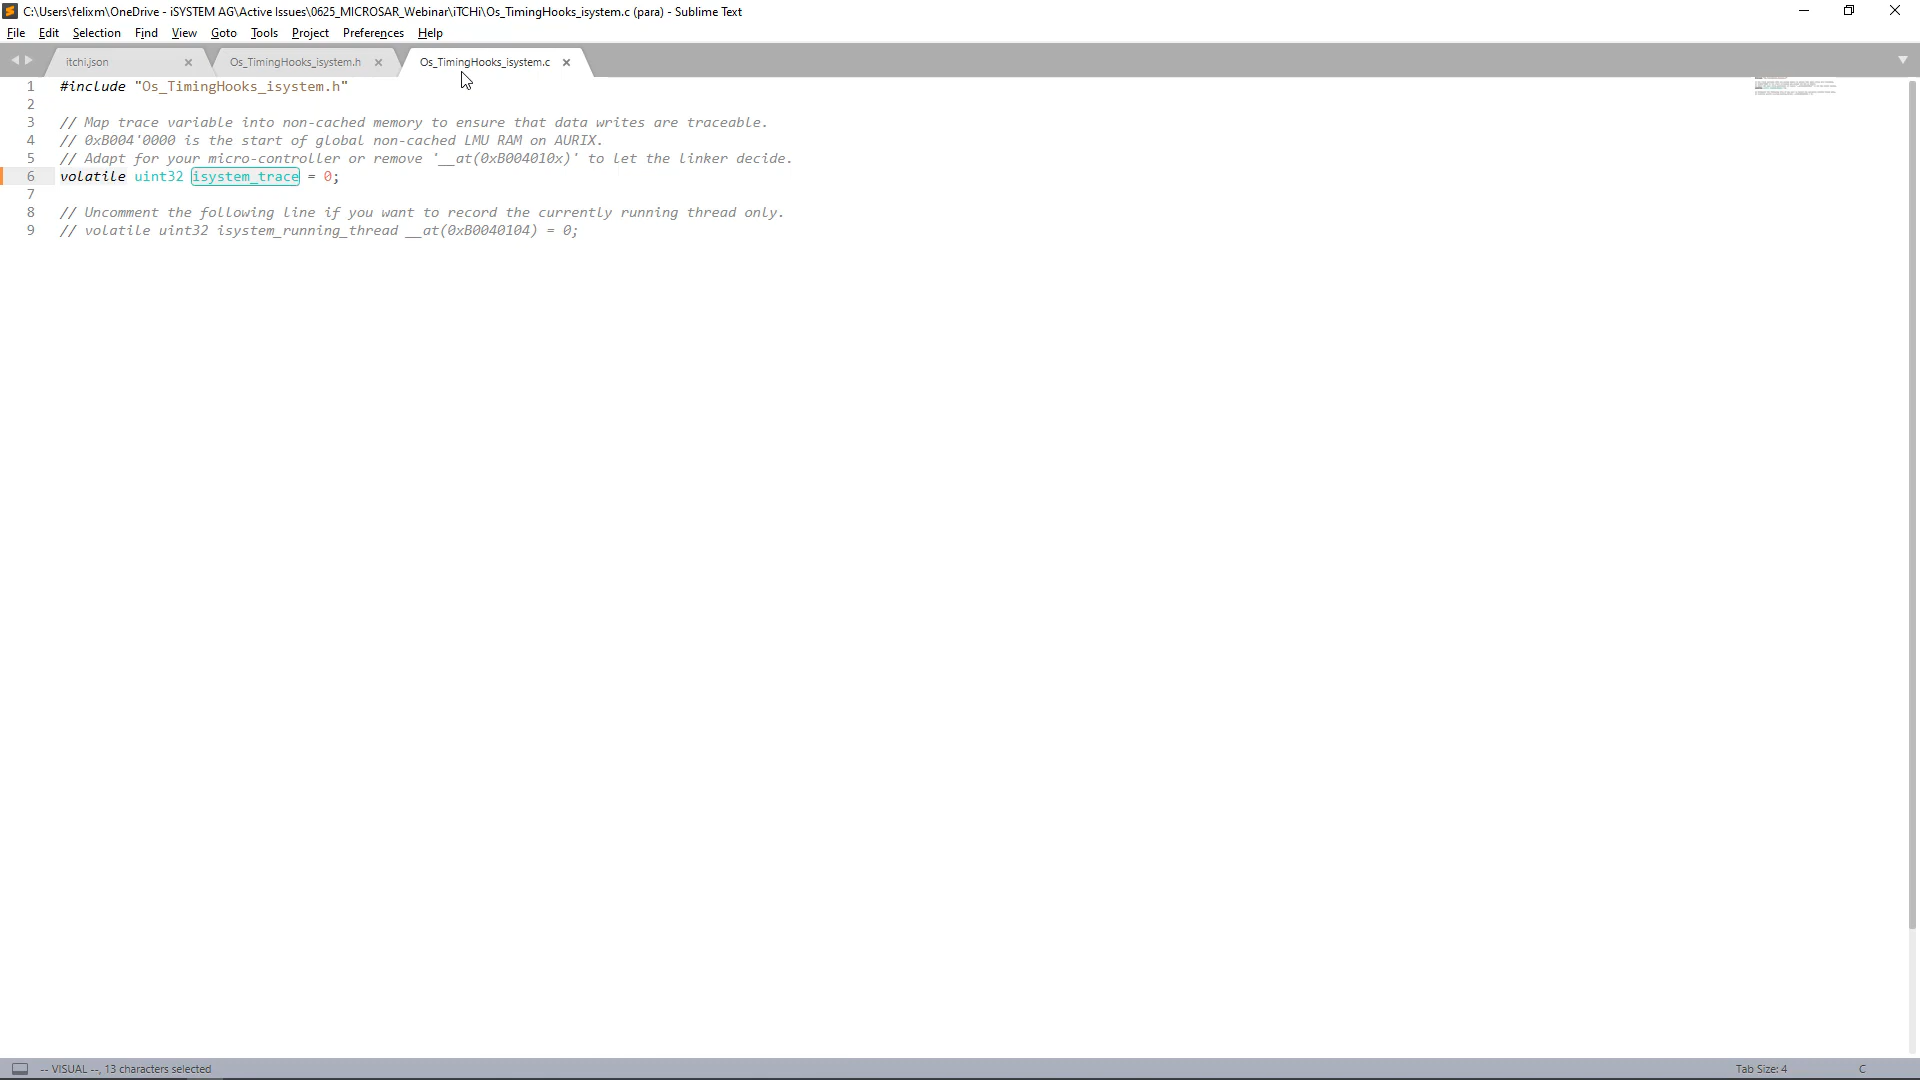 C:\Users\felixm\OneDrive - iSYSTEM AG\Active Issues\0625_MICROSAR_Webinar\iTCHi\Os_TimingHooks_isystem.c (para) - Sublime Text
File Edit Selection Find View Goto Tools Project Preferences Help
itchi.json Os_TimingHooks_isystem.h Os_TimingHooks_isystem.c
1 #include "Os_TimingHooks_isystem.h"
2
3 // Map trace variable into non-cached memory to ensure that data writes are traceable.
4 // 0xB004'0000 is the start of global non-cached LMU RAM on AURIX.
5 // Adapt for your micro-controller or remove '__at(0xB004010x)' to let the linker decide.
6 volatile uint32 isystem_trace = 0;
7
8 // Uncomment the following line if you want to record the currently running thread only.
9 // volatile uint32 isystem_running_thread __at(0xB0040104) = 0;
-- VISUAL --, 13 characters selected Tab Size: 4 C